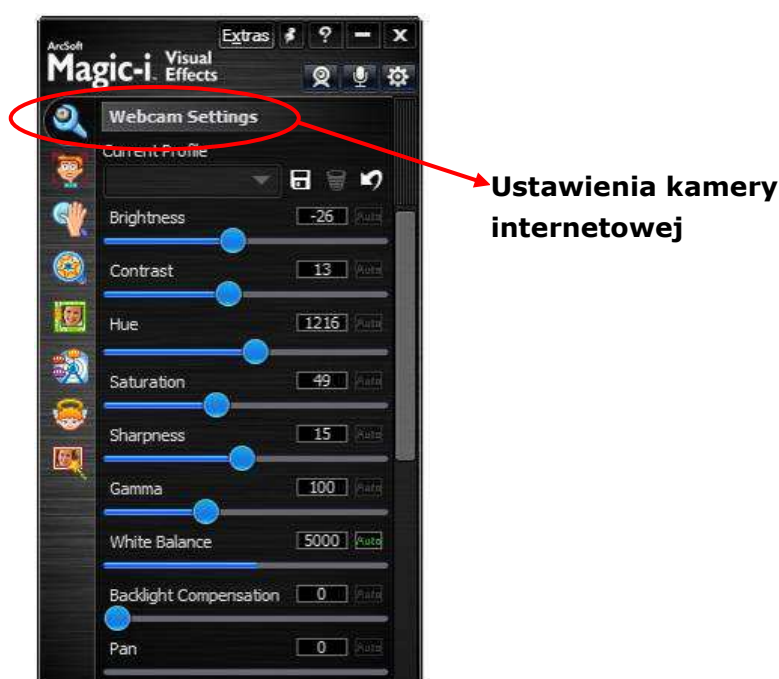 Extras ? 
ArcSoft
Magic-i Visual
Effects
Webcam Settings
Current Profile
Ustawienia kamery
internetowej
Brightness -26 Auto
Contrast 13 Auto
Hue 1216 Auto
Saturation 49 Auto
Sharpness 15 Auto
Gamma 100 Auto
White Balance 5000 Auto
Backlight Compensation 0 Auto
Pan 0 Auto